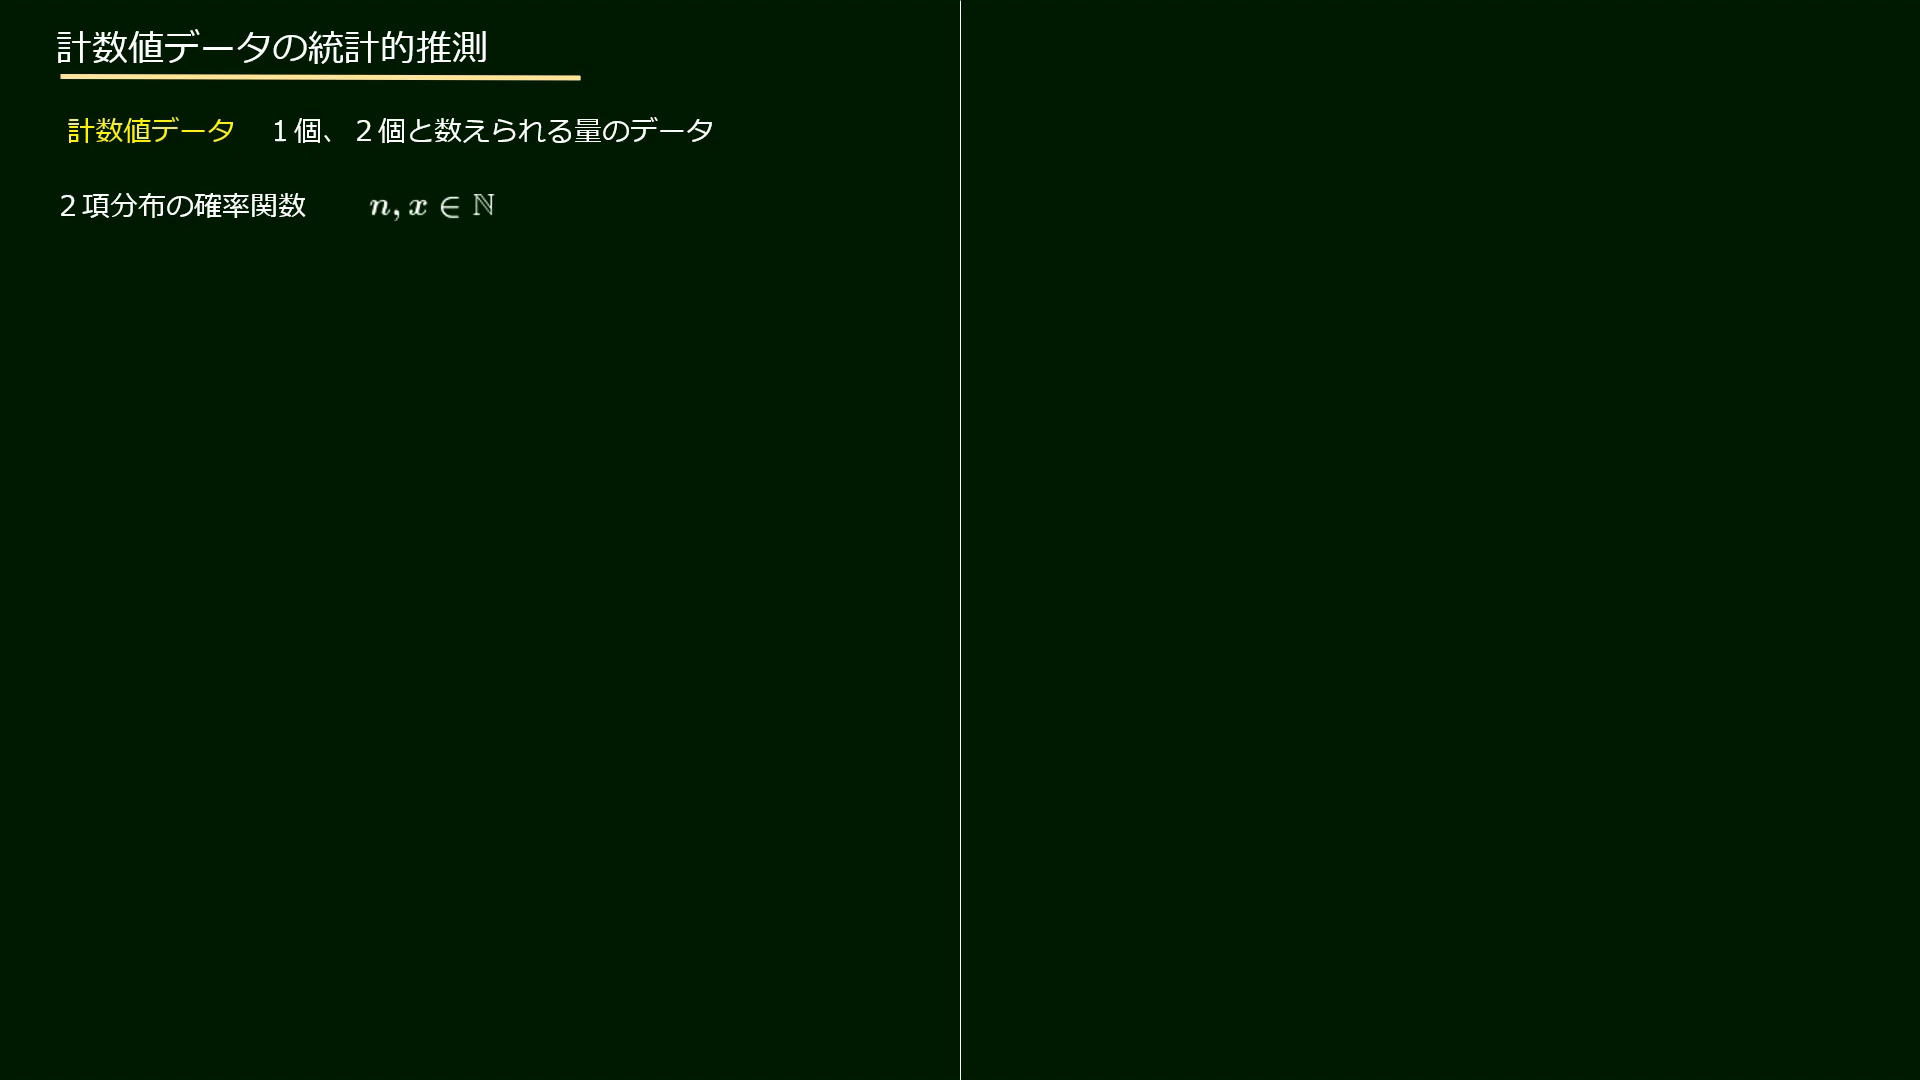 計数値データの統計的推測
計数値データ　１個、２個と数えられる量のデータ
２項分布の確率関数　　n, x ∈ ℕ